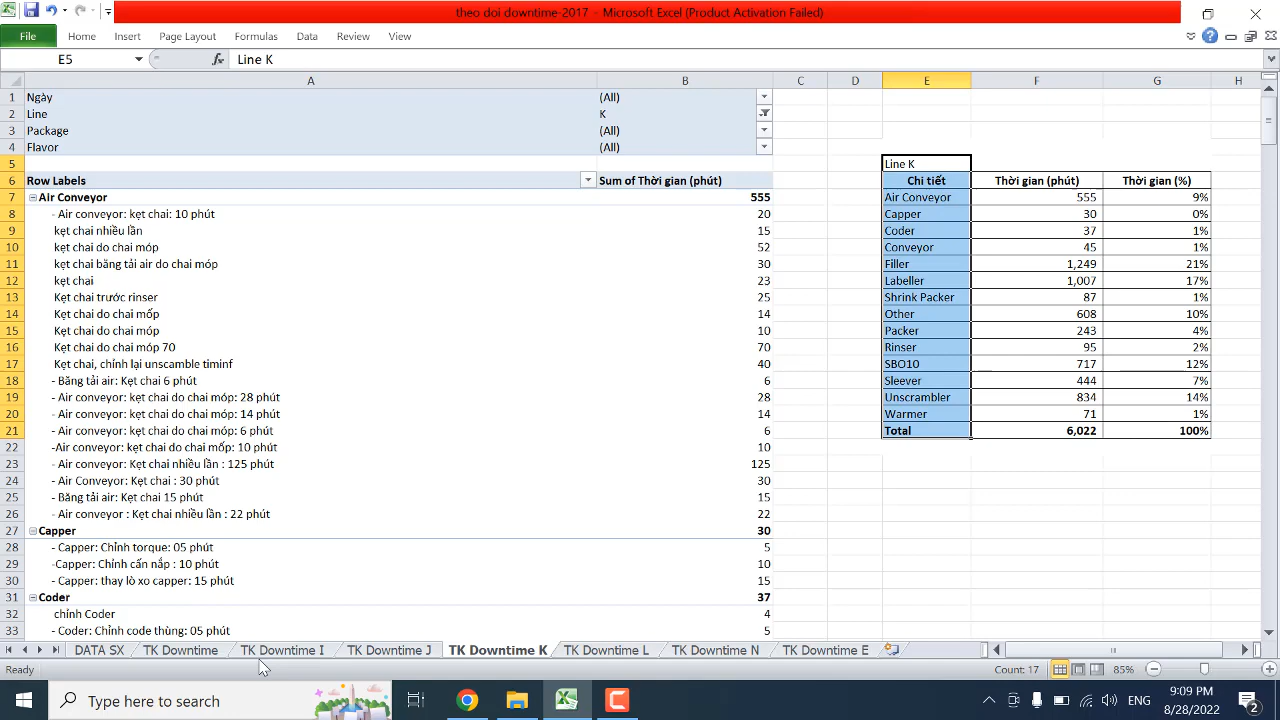 theo doi downtime-2017 – Microsoft Excel (Product Activation Failed)
File Home Insert Page Layout Formulas Data Review View
E5 fx Line K
A B C D E F G H
1 Ngày (All)
2 Line K
3 Package (All)
4 Flavor (All)
5 Line K
6 Row Labels Sum of Thời gian (phút) Chi tiết Thời gian (phút) Thời gian (%)
7 Air Conveyor 555 Air Conveyor 555 9%
8 - Air conveyor: kẹt chai: 10 phút 20 Capper 30 0%
9 kẹt chai nhiều lần 15 Coder 37 1%
10 kẹt chai do chai móp 52 Conveyor 45 1%
11 kẹt chai băng tải air do chai móp 30 Filler 1,249 21%
12 kẹt chai 23 Labeller 1,007 17%
13 Kẹt chai trước rinser 25 Shrink Packer 87 1%
14 Kẹt chai do chai mốp 14 Other 608 10%
15 Kẹt chai do chai móp 10 Packer 243 4%
16 Kẹt chai do chai móp 70 70 Rinser 95 2%
17 Kẹt chai, chính lại unscamble timinf 40 SBO10 717 12%
18 - Băng tải air: Kẹt chai 6 phút 6 Sleever 444 7%
19 - Air conveyor: kẹt chai do chai móp: 28 phút 28 Unscrambler 834 14%
20 - Air conveyor: kẹt chai do chai móp: 14 phút 14 Warmer 71 1%
21 - Air conveyor: kẹt chai do chai móp: 6 phút 6 Total 6,022 100%
22 -Air conveyor: kẹt chai do chai mốp: 10 phút 10
23 - Air conveyor: Kẹt chai nhiều lần : 125 phút 125
24 - Air Conveyor: Kẹt chai : 30 phút 30
25 - Băng tải air: Kẹt chai 15 phút 15
26 - Air conveyor : Kẹt chai nhiều lần : 22 phút 22
27 Capper 30
28 - Capper: Chỉnh torque: 05 phút 5
29 -Capper: Chỉnh cấn nắp : 10 phút 10
30 - Capper: thay lò xo capper: 15 phút 15
31 Coder 37
32 chỉnh Coder 4
33 - Coder: Chỉnh code thùng: 05 phút 5
DATA SX TK Downtime TK Downtime I TK Downtime J TK Downtime K TK Downtime L TK Downtime N TK Downtime E
Ready Count: 17 85%
Type here to search ENG 9:09 PM
8/28/2022 2